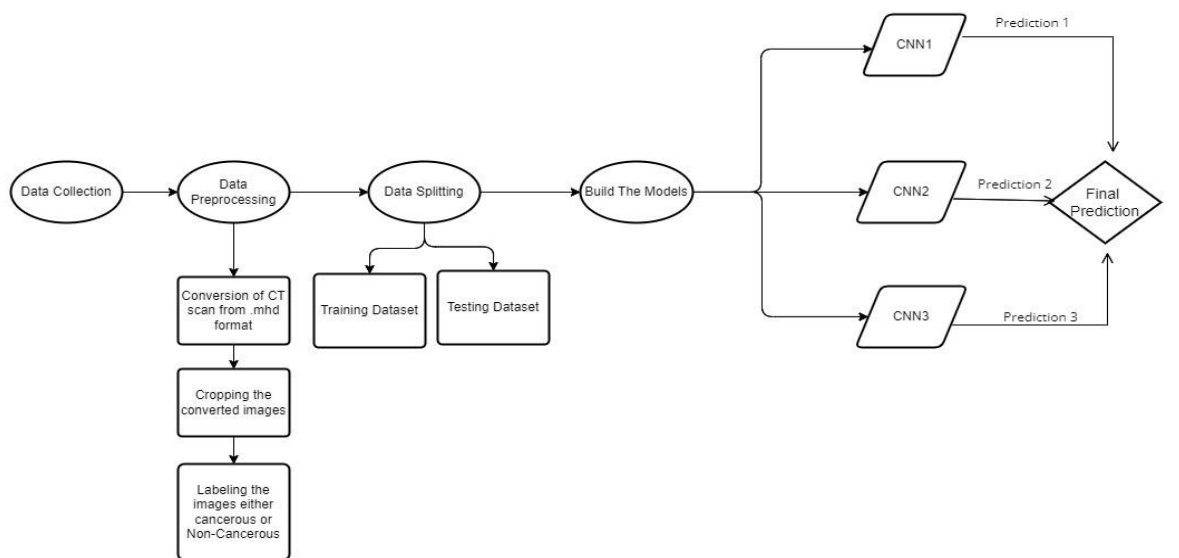 Prediction 1
CNN1
Data Collection
Data
Preprocessing
Data Splitting
Build The Models
CNN2
Prediction 2
Final
Prediction
Conversion of CT
scan from .mhd
format
Training Dataset
Testing Dataset
CNN3
Prediction 3
Cropping the
converted images
Labeling the
images either
cancerous or
Non-Cancerous